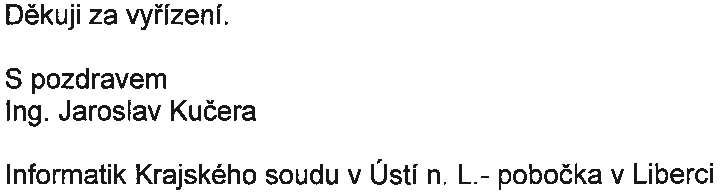 Děkuji za vyřízení.
S pozdravem
Ing. Jaroslav Kučera
Informatik Krajského soudu v Ústí n. L.- pobočka v Liberci